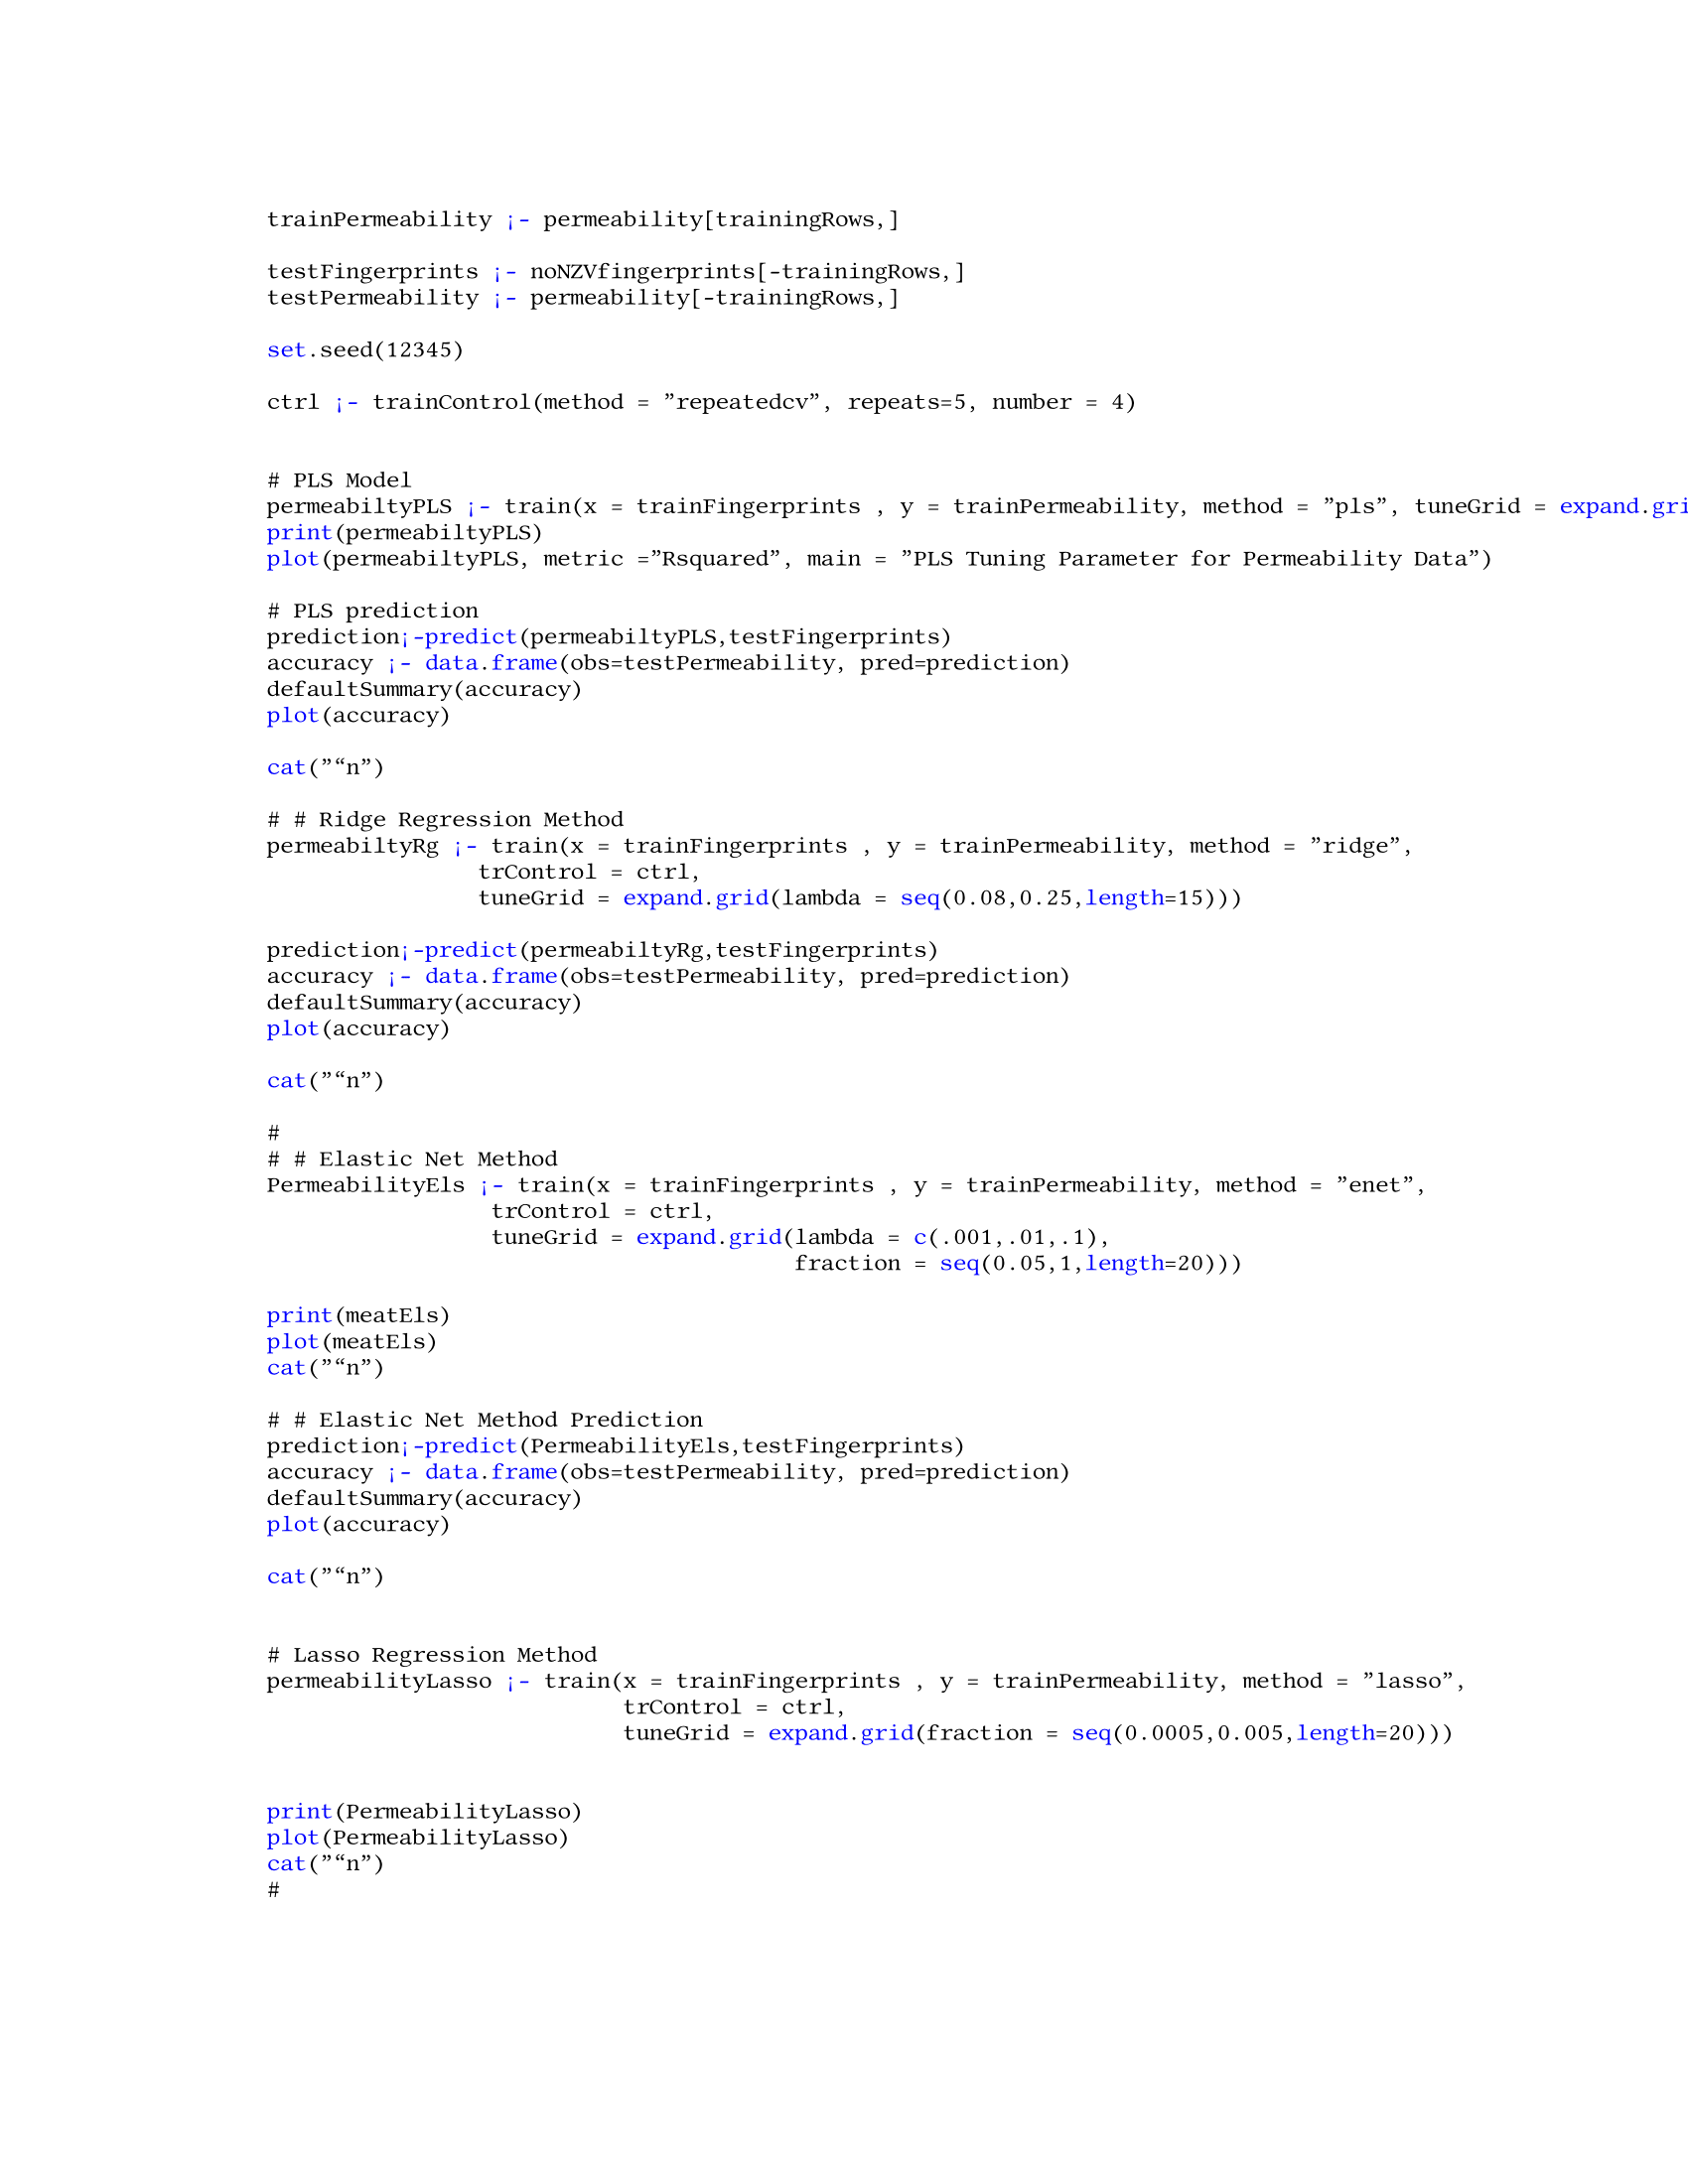 trainPermeability ¡- permeability[trainingRows,]
testFingerprints ¡- noNZVfingerprints[-trainingRows,]
testPermeability ¡- permeability[-trainingRows,]
set.seed(12345)
ctrl ¡- trainControl(method = ”repeatedcv”, repeats=5, number = 4)
# PLS Model
permeabiltyPLS ¡- train(x = trainFingerprints , y = trainPermeability, method = ”pls”, tuneGrid = expand.gri
print(permeabiltyPLS)
plot(permeabiltyPLS, metric =”Rsquared”, main = ”PLS Tuning Parameter for Permeability Data”)
# PLS prediction
prediction¡-predict(permeabiltyPLS,testFingerprints)
accuracy ¡- data.frame(obs=testPermeability, pred=prediction)
defaultSummary(accuracy)
plot(accuracy)
cat(”“n”)
# # Ridge Regression Method
permeabiltyRg ¡- train(x = trainFingerprints , y = trainPermeability, method = ”ridge”,
trControl = ctrl,
tuneGrid = expand.grid(lambda = seq(0.08,0.25,length=15)))
prediction¡-predict(permeabiltyRg,testFingerprints)
accuracy ¡- data.frame(obs=testPermeability, pred=prediction)
defaultSummary(accuracy)
plot(accuracy)
cat(”“n”)
#
# # Elastic Net Method
PermeabilityEls ¡- train(x = trainFingerprints , y = trainPermeability, method = ”enet”,
trControl = ctrl,
tuneGrid = expand.grid(lambda = c(.001,.01,.1),
fraction = seq(0.05,1,length=20)))
print(meatEls)
plot(meatEls)
cat(”“n”)
# # Elastic Net Method Prediction
prediction¡-predict(PermeabilityEls,testFingerprints)
accuracy ¡- data.frame(obs=testPermeability, pred=prediction)
defaultSummary(accuracy)
plot(accuracy)
cat(”“n”)
# Lasso Regression Method
permeabilityLasso ¡- train(x = trainFingerprints , y = trainPermeability, method = ”lasso”,
trControl = ctrl,
tuneGrid = expand.grid(fraction = seq(0.0005,0.005,length=20)))
print(PermeabilityLasso)
plot(PermeabilityLasso)
cat(”“n”)
#